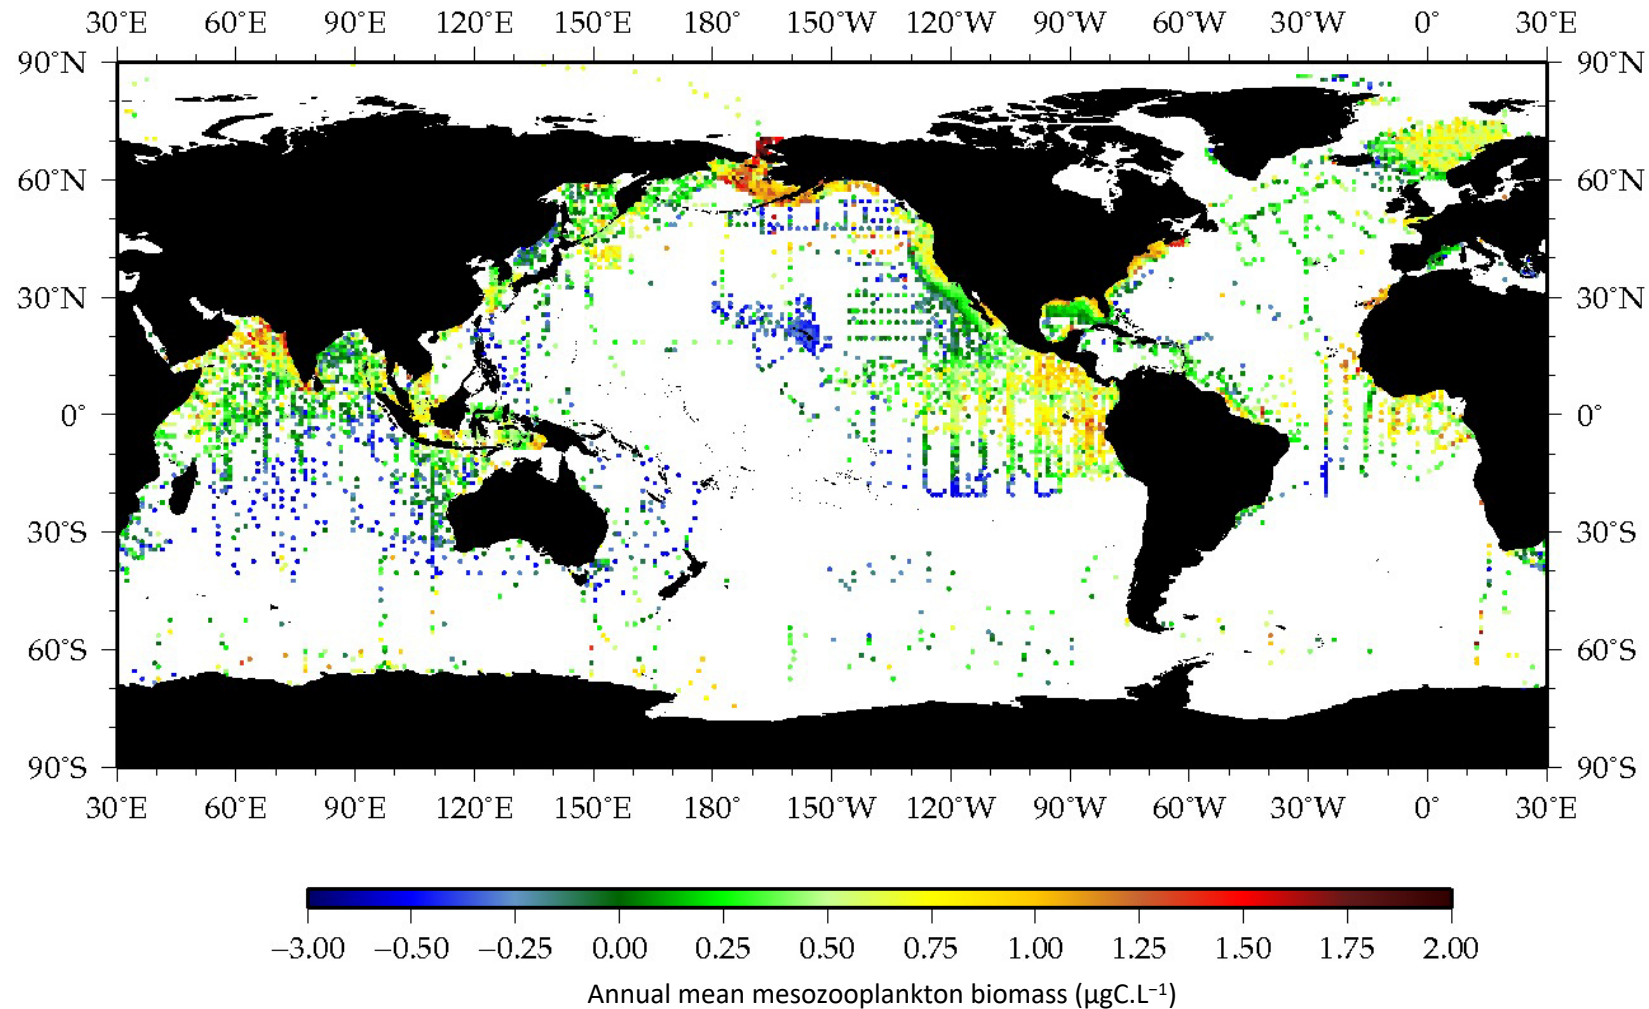 30°E 60°E 90°E 120°E 150°E 180° 150°W 120°W 90°W 60°W 30°W 0° 30°E
90°N 90°N
60°N 60°N
30°N 30°N
0° 0°
30°S 30°S
60°S 60°S
90°S 90°S
30°E 60°E 90°E 120°E 150°E 180° 150°W 120°W 90°W 60°W 30°W 0° 30°E
−3.00 −0.50 −0.25 0.00 0.25 0.50 0.75 1.00 1.25 1.50 1.75 2.00
Annual mean mesozooplankton biomass (µgC.L⁻¹)